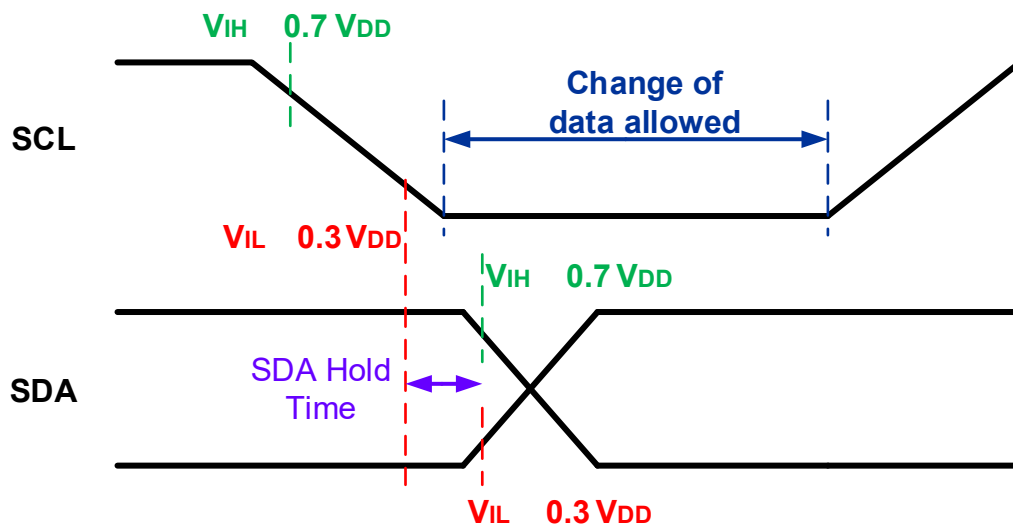 VIH 0.7 VDD
Change of
data allowed
SCL
VIL 0.3 VDD
VIH 0.7 VDD
SDA Hold
Time
SDA
VIL 0.3 VDD